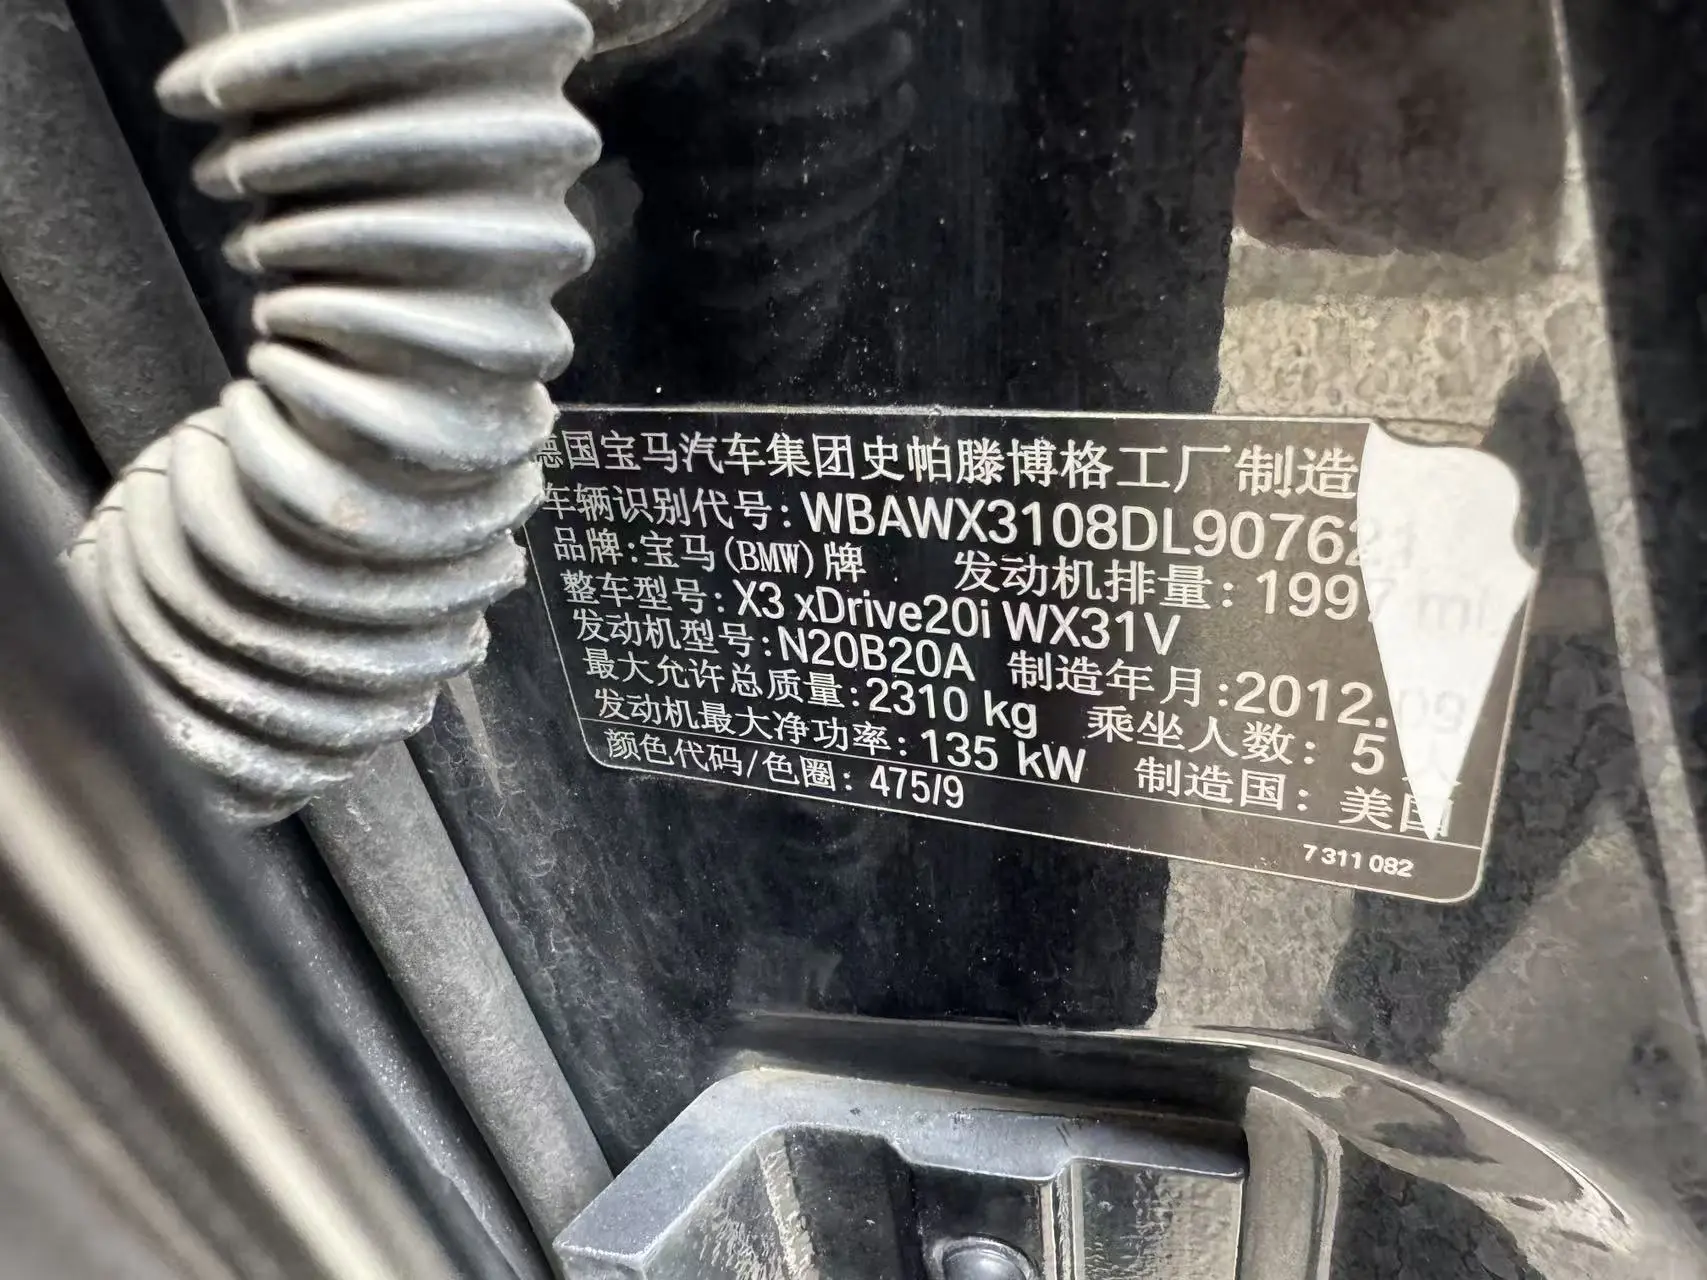 德国宝马汽车集团史帕滕博格工厂制造
车辆识别代号：WBAWX3108DL907621
品牌：宝马(BMW)牌 发动机排量：1997 ml
整车型号：X3 xDrive20i WX31V
发动机型号：N20B20A 制造年月：2012.09
最大允许总质量：2310 kg 乘坐人数：5人
发动机最大净功率：135 kW 制造国：美国
颜色代码/色圈：475/9
7 311 082